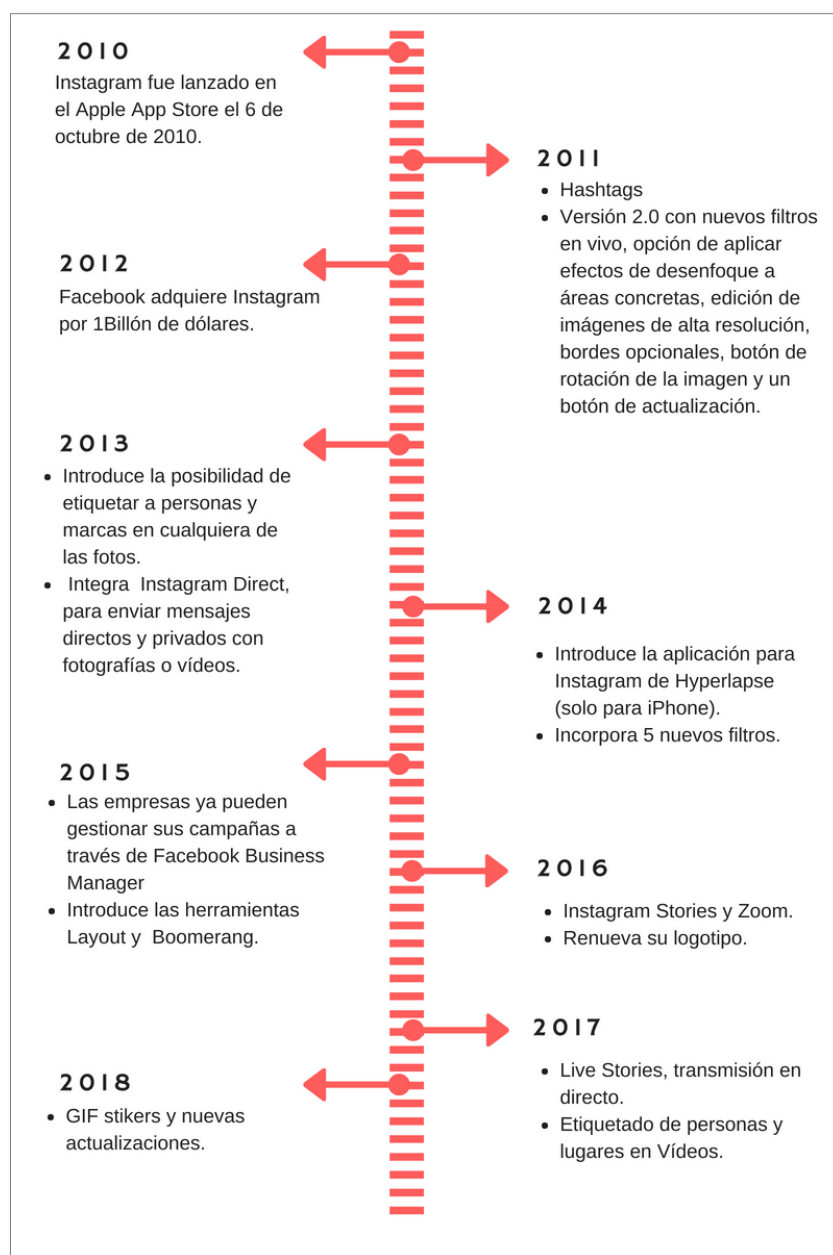 2010
Instagram fue lanzado en
el Apple App Store el 6 de
octubre de 2010.
2011
• Hashtags
• Versión 2.0 con nuevos filtros
en vivo, opción de aplicar
efectos de desenfoque a
áreas concretas, edición de
imágenes de alta resolución,
bordes opcionales, botón de
rotación de la imagen y un
botón de actualización.
2012
Facebook adquiere Instagram
por 1Billón de dólares.
2013
• Introduce la posibilidad de
etiquetar a personas y
marcas en cualquiera de
las fotos.
• Integra Instagram Direct,
para enviar mensajes
directos y privados con
fotografías o vídeos.
2014
• Introduce la aplicación para
Instagram de Hyperlapse
(solo para iPhone).
• Incorpora 5 nuevos filtros.
2015
• Las empresas ya pueden
gestionar sus campañas a
través de Facebook Business
Manager
• Introduce las herramientas
Layout y Boomerang.
2016
• Instagram Stories y Zoom.
• Renueva su logotipo.
2017
• Live Stories, transmisión en
directo.
• Etiquetado de personas y
lugares en Vídeos.
2018
• GIF stikers y nuevas
actualizaciones.